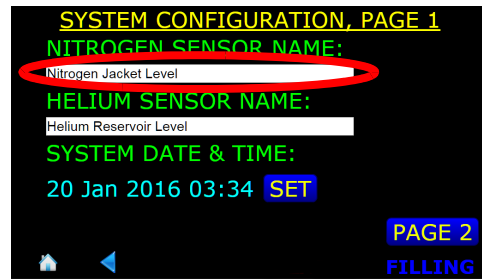 SYSTEM CONFIGURATION, PAGE 1
NITROGEN SENSOR NAME:
Nitrogen Jacket Level
HELIUM SENSOR NAME:
Helium Reservoir Level
SYSTEM DATE & TIME:
20 Jan 2016 03:34 SET
PAGE 2
FILLING